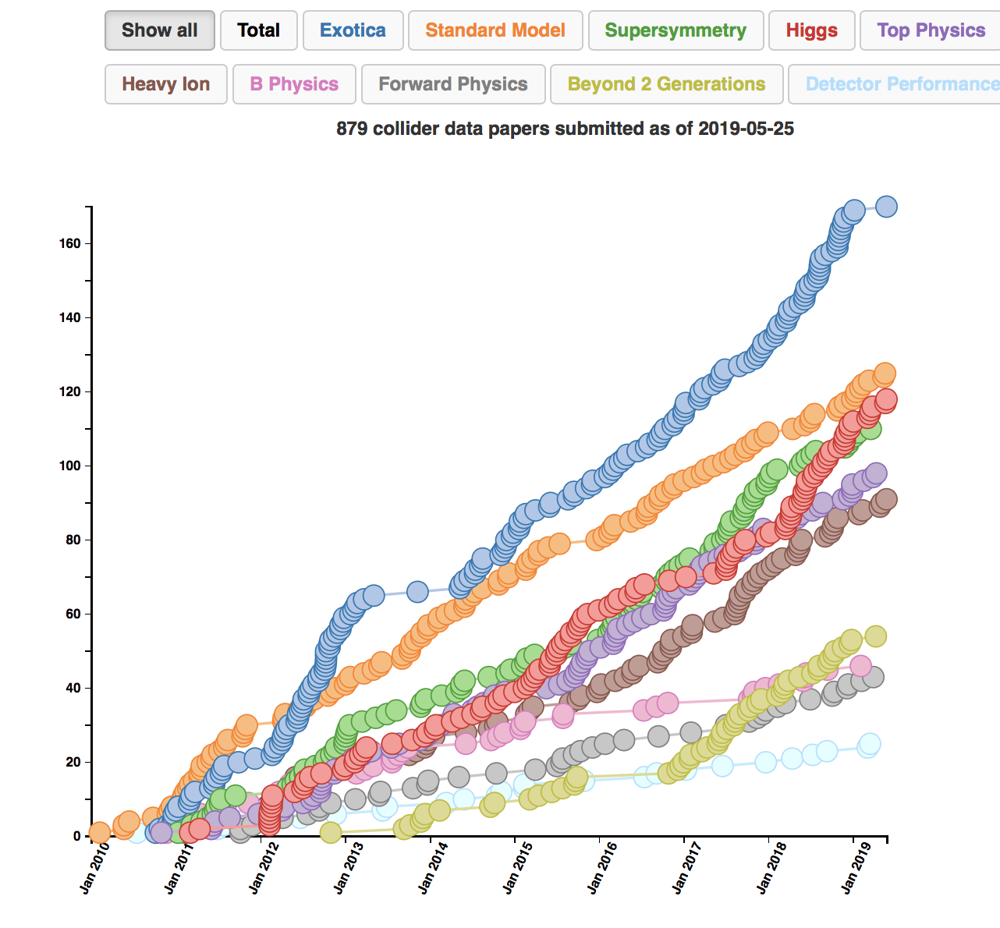 Show all Total Exotica Standard Model Supersymmetry Higgs Top Physics
Heavy Ion B Physics Forward Physics Beyond 2 Generations Detector Performance
879 collider data papers submitted as of 2019-05-25
160
140
120
100
80
60
40
20
0
Jan 2010 Jan 2011 Jan 2012 Jan 2013 Jan 2014 Jan 2015 Jan 2016 Jan 2017 Jan 2018 Jan 2019